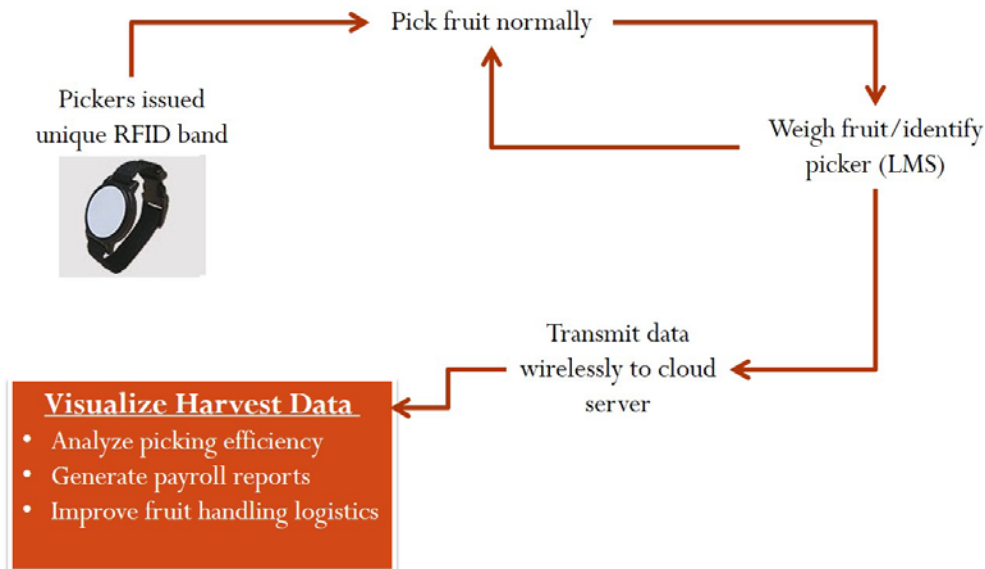 Pick fruit normally
Pickers issued
unique RFID band
Weigh fruit/identify
picker (LMS)
Transmit data
wirelessly to cloud
server
Visualize Harvest Data
• Analyze picking efficiency
• Generate payroll reports
• Improve fruit handling logistics